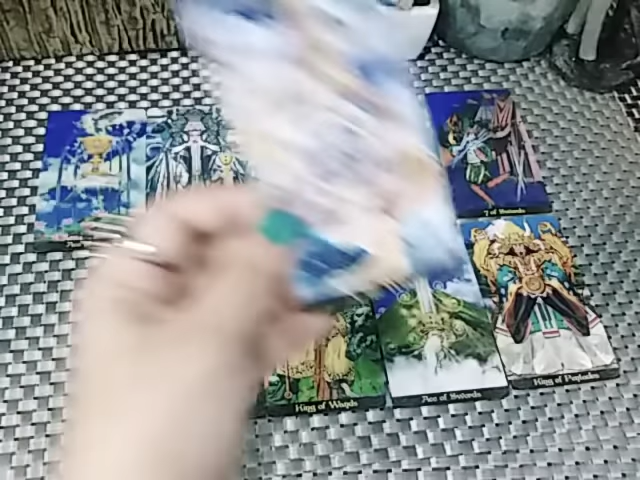 7 of Swords
King of Wands
Ace of Swords
King of Pentacles